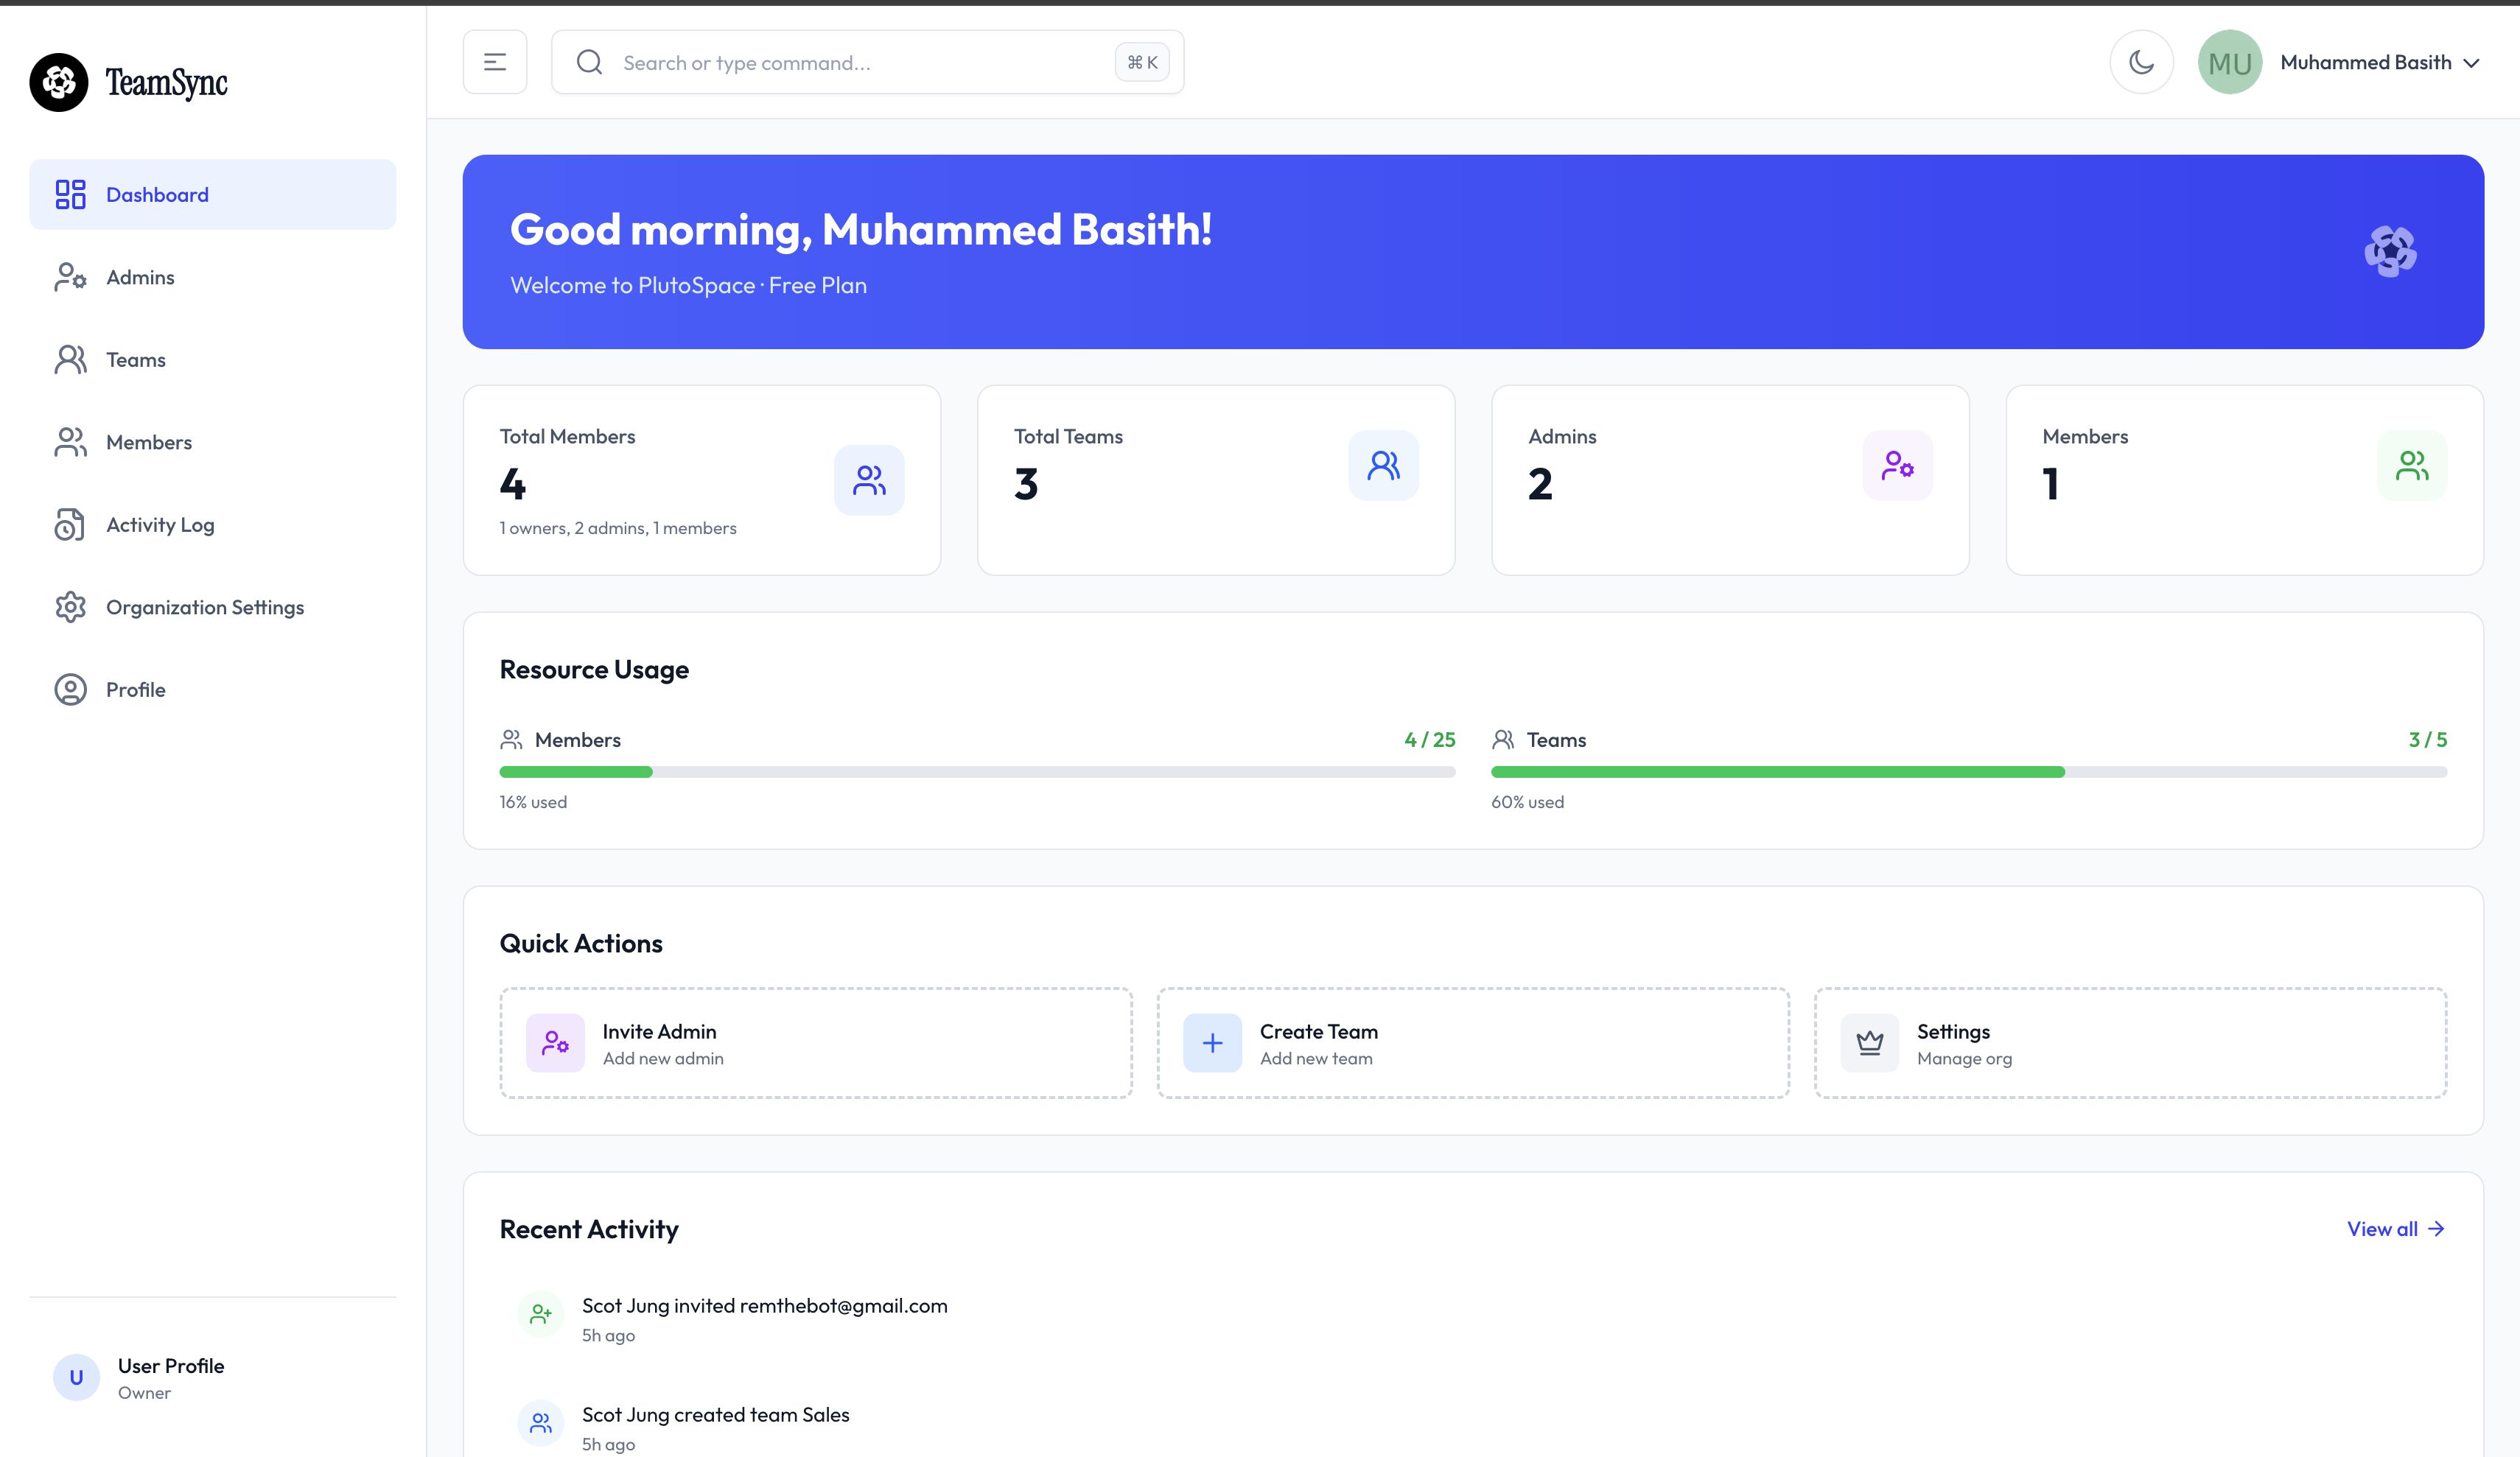 TeamSync
Search or type command...
⌘ K
MU
Muhammed Basith
Dashboard
Admins
Teams
Members
Activity Log
Organization Settings
Profile
User Profile
U
Owner
Good morning, Muhammed Basith!
Welcome to PlutoSpace · Free Plan
Total Members
4
1 owners, 2 admins, 1 members
Total Teams
3
Admins
2
Members
1
Resource Usage
Members
4 / 25
16% used
Teams
3 / 5
60% used
Quick Actions
Invite Admin
Add new admin
Create Team
Add new team
Settings
Manage org
Recent Activity
View all
Scot Jung invited remthebot@gmail.com
5h ago
Scot Jung created team Sales
5h ago